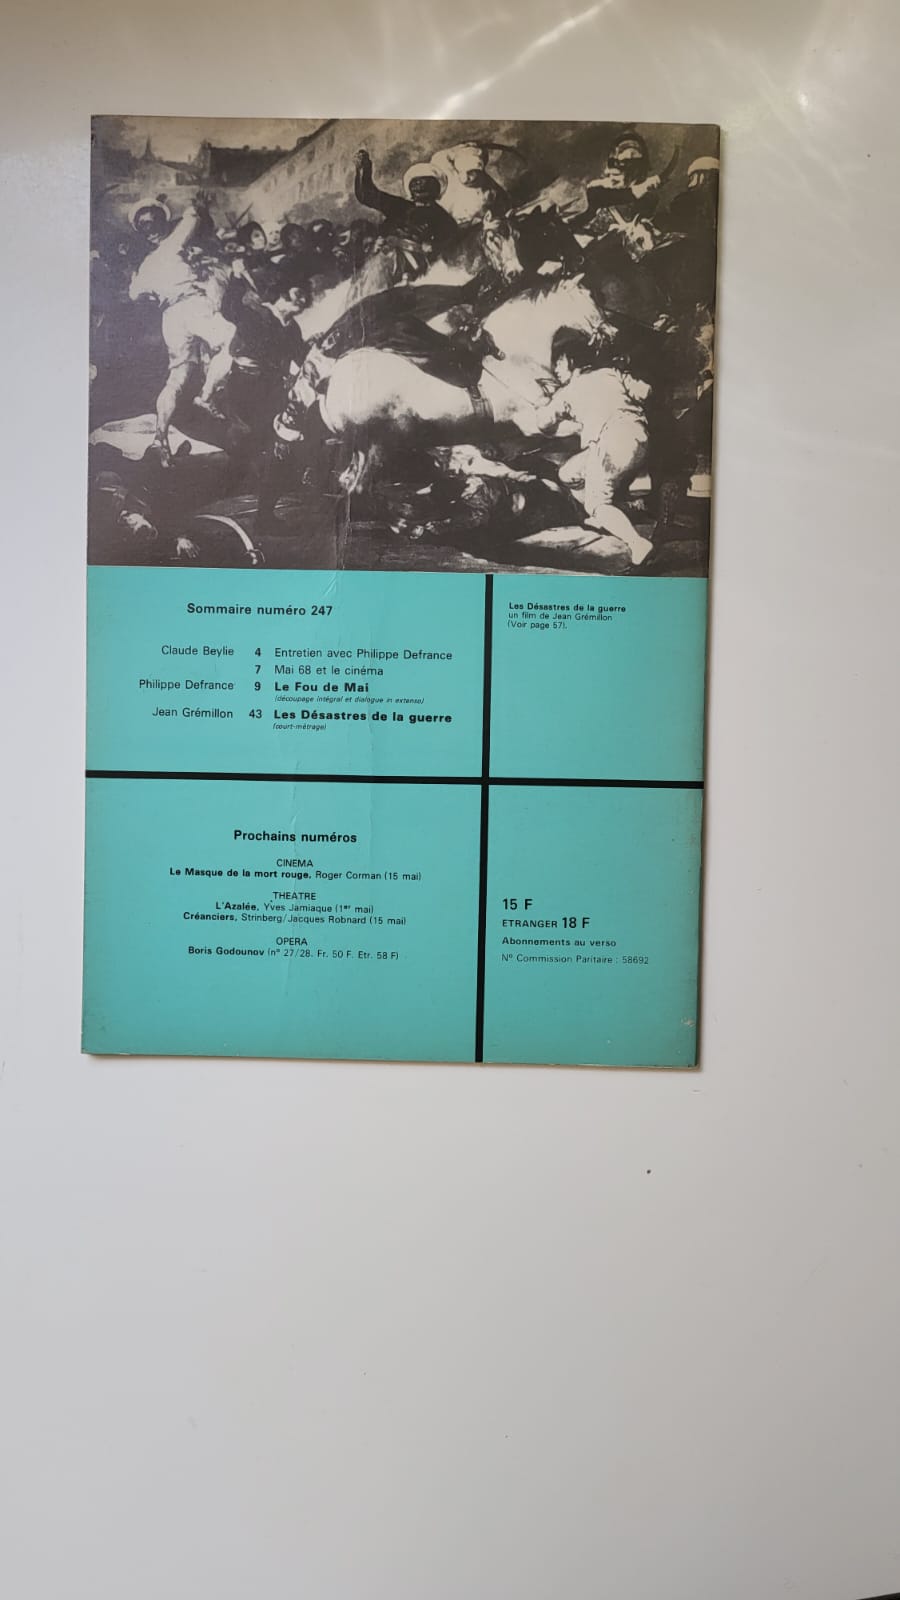 Sommaire numéro 247
Claude Beylie 4 Entretien avec Philippe Defrance
7 Mai 68 et le cinéma
Philippe Defrance 9 Le Fou de Mai
(découpage intégral et dialogue in extenso)
Jean Grémillon 43 Les Désastres de la guerre
(court-métrage)
Les Désastres de la guerre
un film de Jean Grémillon
(Voir page 57).
Prochains numéros
CINEMA
Le Masque de la mort rouge, Roger Corman (15 mai)
THEATRE
L'Azalée, Yves Jamiaque (1er mai)
Créanciers, Strinberg/Jacques Robnard (15 mai)
OPERA
Boris Godounov (n° 27/28. Fr. 50 F. Etr. 58 F)
15 F
ETRANGER 18 F
Abonnements au verso
N° Commission Paritaire : 58692